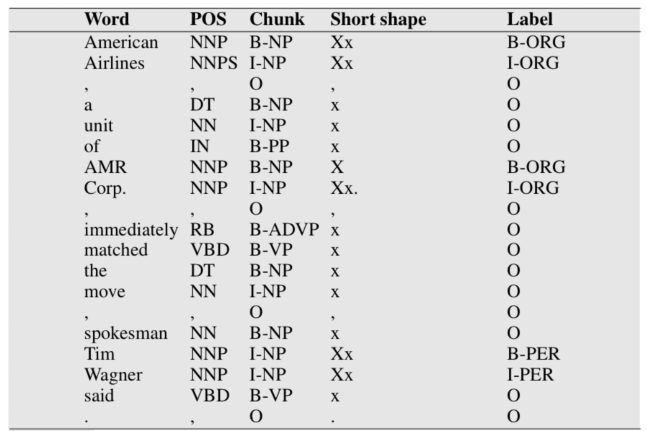 Word POS Chunk Short shape Label
American NNP B-NP Xx B-ORG
Airlines NNPS I-NP Xx I-ORG
, , O , O
a DT B-NP x O
unit NN I-NP x O
of IN B-PP x O
AMR NNP B-NP X B-ORG
Corp. NNP I-NP Xx. I-ORG
, , O , O
immediately RB B-ADVP x O
matched VBD B-VP x O
the DT B-NP x O
move NN I-NP x O
, , O , O
spokesman NN B-NP x O
Tim NNP I-NP Xx B-PER
Wagner NNP I-NP Xx I-PER
said VBD B-VP x O
. , O . O